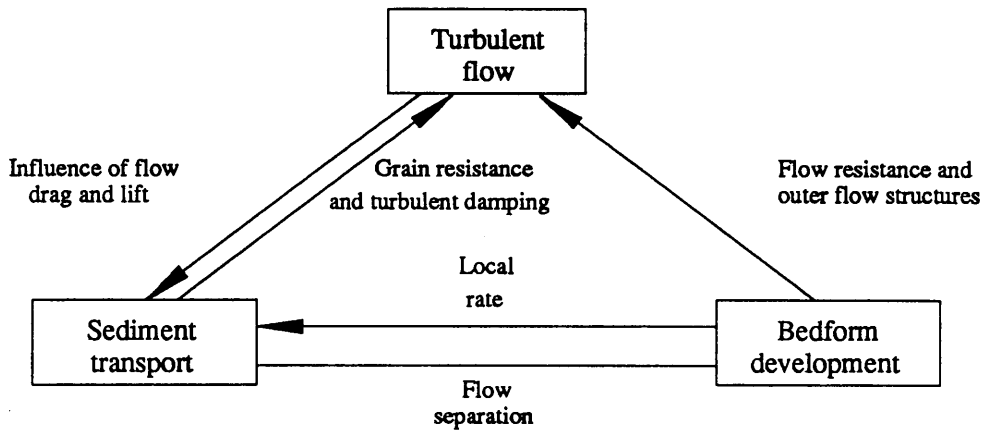 Turbulent
flow
Influence of flow
drag and lift
Grain resistance
and turbulent damping
Flow resistance and
outer flow structures
Local
rate
Sediment
transport
Bedform
development
Flow
separation